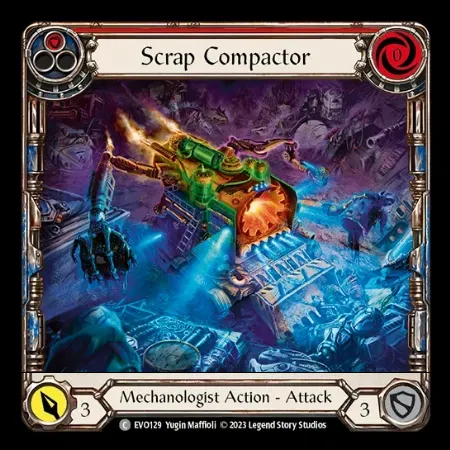 Scrap Compactor
0
3
Mechanologist Action - Attack
3
C EVO129 Yugin Maffioli © 2023 Legend Story Studios